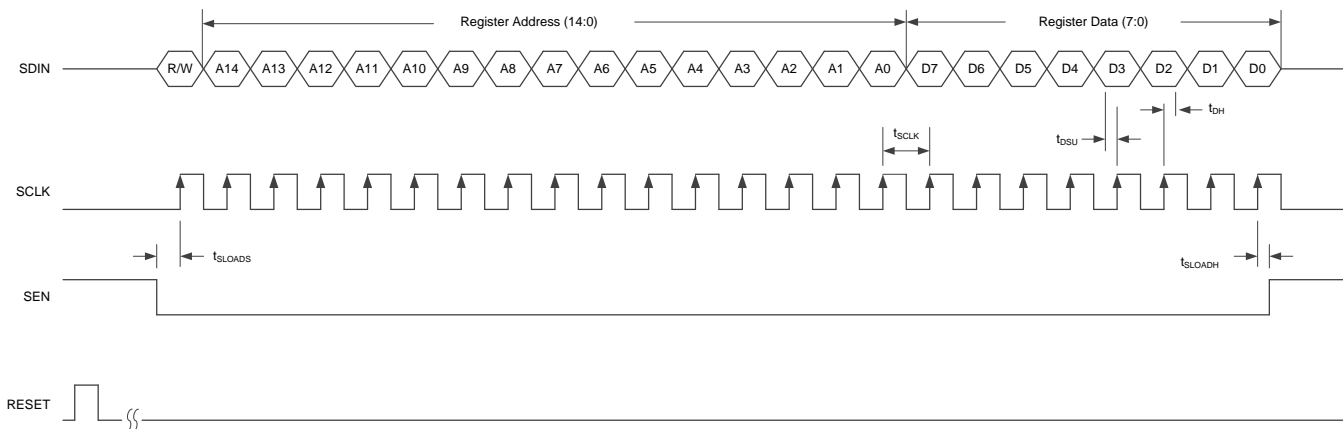 Register Address (14:0)
Register Data (7:0)
SDIN
R/W A14 A13 A12 A11 A10 A9 A8 A7 A6 A5 A4 A3 A2 A1 A0 D7 D6 D5 D4 D3 D2 D1 D0
tDH
tSCLK
tDSU
SCLK
tSLOADS
tSLOADH
SEN
RESET